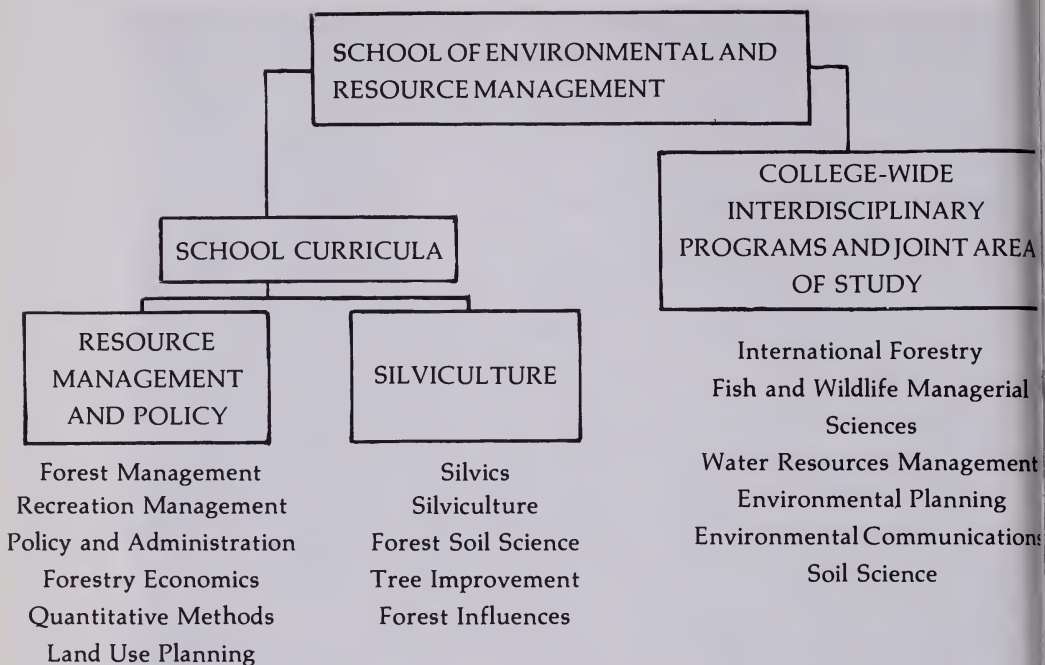 SCHOOL OF ENVIRONMENTAL AND
RESOURCE MANAGEMENT
SCHOOL CURRICULA
RESOURCE
MANAGEMENT
AND POLICY
Forest Management
Recreation Management
Policy and Administration
Forestry Economics
Quantitative Methods
Land Use Planning
SILVICULTURE
Silvics
Silviculture
Forest Soil Science
Tree Improvement
Forest Influences
COLLEGE-WIDE
INTERDISCIPLINARY
PROGRAMS AND JOINT AREA
OF STUDY
International Forestry
Fish and Wildlife Managerial
Sciences
Water Resources Management
Environmental Planning
Environmental Communications
Soil Science